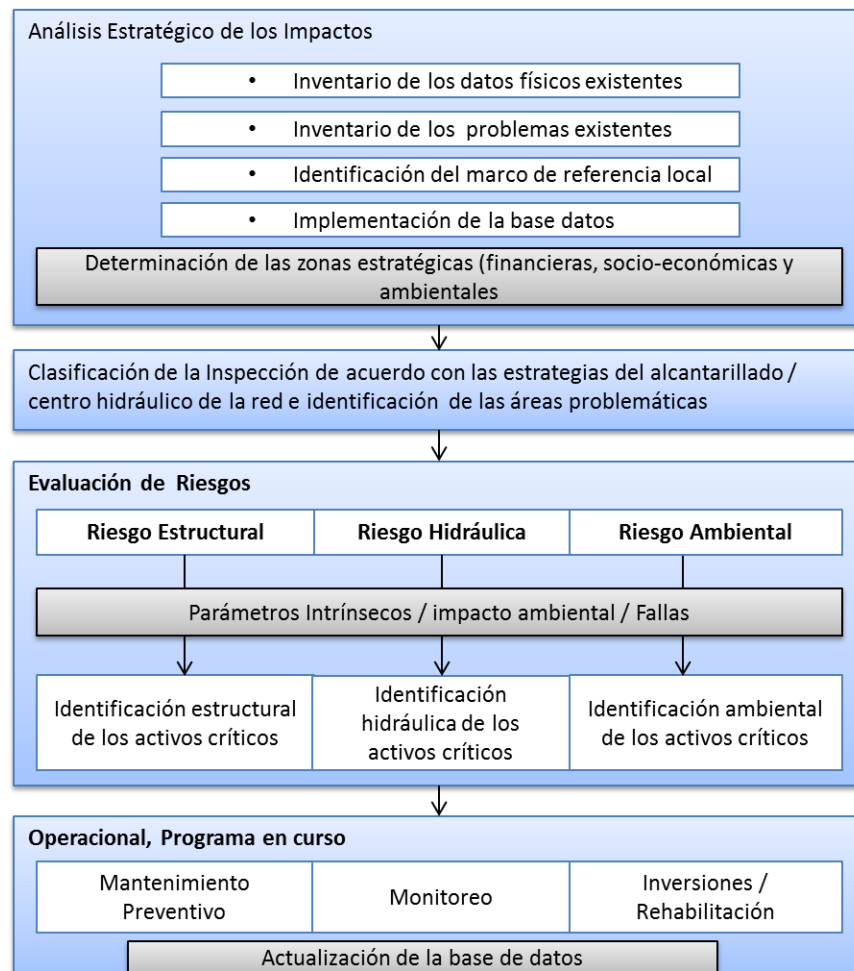 Análisis Estratégico de los Impactos
• Inventario de los datos físicos existentes
• Inventario de los problemas existentes
• Identificación del marco de referencia local
• Implementación de la base datos
Determinación de las zonas estratégicas (financieras, socio-económicas y
ambientales
Clasificación de la Inspección de acuerdo con las estrategias del alcantarillado /
centro hidráulico de la red e identificación de las áreas problemáticas
Evaluación de Riesgos
Riesgo Estructural
Riesgo Hidráulica
Riesgo Ambiental
Parámetros Intrínsecos / impacto ambiental / Fallas
Identificación estructural
de los activos críticos
Identificación
hidráulica de los
activos críticos
Identificación ambiental
de los activos críticos
Operacional, Programa en curso
Mantenimiento
Preventivo
Monitoreo
Inversiones /
Rehabilitación
Actualización de la base de datos